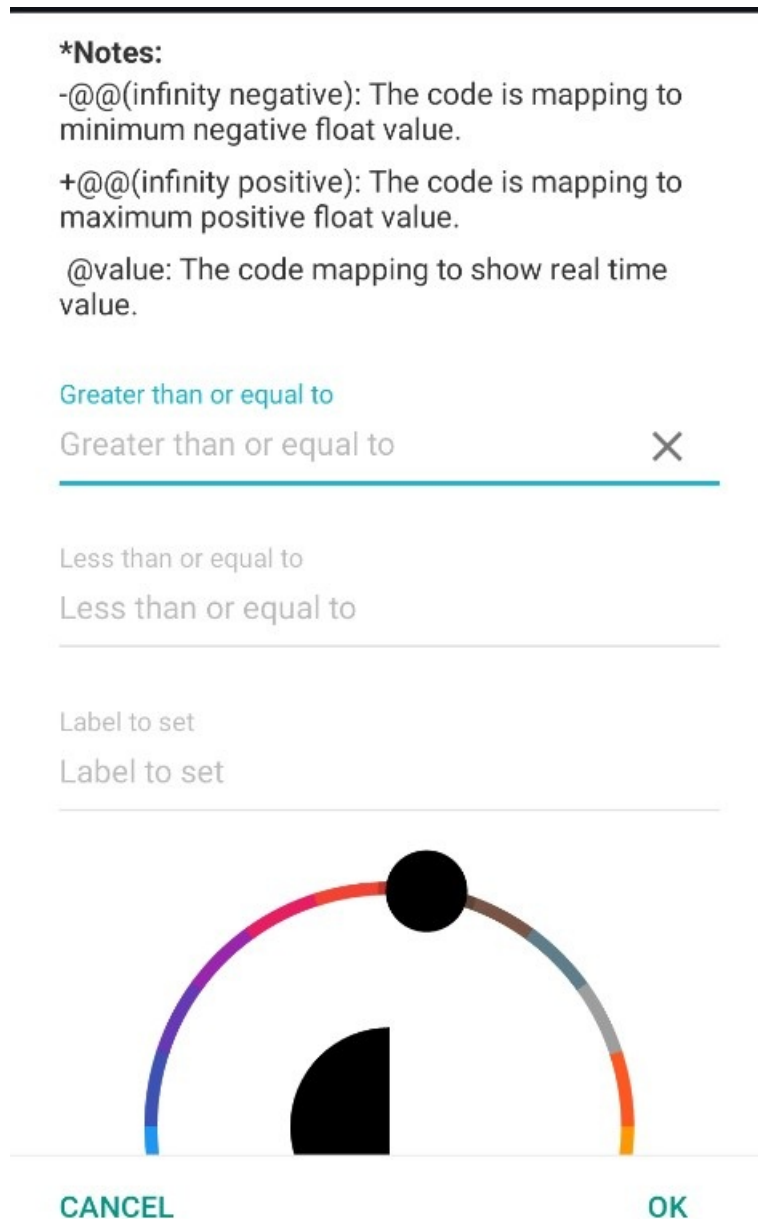 *Notes:
-@@(infinity negative): The code is mapping to
minimum negative float value.
+@@(infinity positive): The code is mapping to
maximum positive float value.
@value: The code mapping to show real time
value.
Greater than or equal to
Greater than or equal to
Less than or equal to
Less than or equal to
Label to set
Label to set
CANCEL
OK